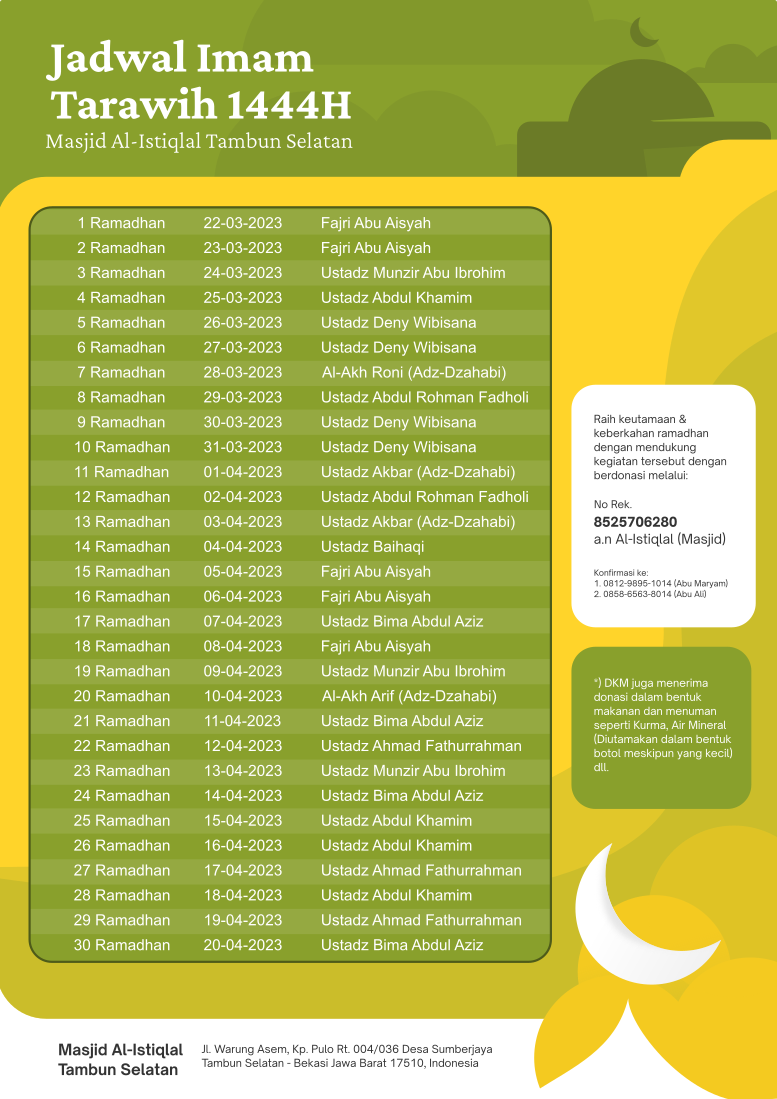 Jadwal Imam
Tarawih 1444H
Masjid Al-Istiqlal Tambun Selatan
1 Ramadhan 22-03-2023 Fajri Abu Aisyah
2 Ramadhan 23-03-2023 Fajri Abu Aisyah
3 Ramadhan 24-03-2023 Ustadz Munzir Abu Ibrohim
4 Ramadhan 25-03-2023 Ustadz Abdul Khamim
5 Ramadhan 26-03-2023 Ustadz Deny Wibisana
6 Ramadhan 27-03-2023 Ustadz Deny Wibisana
7 Ramadhan 28-03-2023 Al-Akh Roni (Adz-Dzahabi)
8 Ramadhan 29-03-2023 Ustadz Abdul Rohman Fadholi
9 Ramadhan 30-03-2023 Ustadz Deny Wibisana
10 Ramadhan 31-03-2023 Ustadz Deny Wibisana
11 Ramadhan 01-04-2023 Ustadz Akbar (Adz-Dzahabi)
12 Ramadhan 02-04-2023 Ustadz Abdul Rohman Fadholi
13 Ramadhan 03-04-2023 Ustadz Akbar (Adz-Dzahabi)
14 Ramadhan 04-04-2023 Ustadz Baihaqi
15 Ramadhan 05-04-2023 Fajri Abu Aisyah
16 Ramadhan 06-04-2023 Fajri Abu Aisyah
17 Ramadhan 07-04-2023 Ustadz Bima Abdul Aziz
18 Ramadhan 08-04-2023 Fajri Abu Aisyah
19 Ramadhan 09-04-2023 Ustadz Munzir Abu Ibrohim
20 Ramadhan 10-04-2023 Al-Akh Arif (Adz-Dzahabi)
21 Ramadhan 11-04-2023 Ustadz Bima Abdul Aziz
22 Ramadhan 12-04-2023 Ustadz Ahmad Fathurrahman
23 Ramadhan 13-04-2023 Ustadz Munzir Abu Ibrohim
24 Ramadhan 14-04-2023 Ustadz Bima Abdul Aziz
25 Ramadhan 15-04-2023 Ustadz Abdul Khamim
26 Ramadhan 16-04-2023 Ustadz Abdul Khamim
27 Ramadhan 17-04-2023 Ustadz Ahmad Fathurrahman
28 Ramadhan 18-04-2023 Ustadz Abdul Khamim
29 Ramadhan 19-04-2023 Ustadz Ahmad Fathurrahman
30 Ramadhan 20-04-2023 Ustadz Bima Abdul Aziz
Raih keutamaan &
keberkahan ramadhan
dengan mendukung
kegiatan tersebut dengan
berdonasi melalui:
No Rek.
8525706280
a.n Al-Istiqlal (Masjid)
Konfirmasi ke:
1. 0812-9895-1014 (Abu Maryam)
2. 0858-6563-8014 (Abu Ali)
*) DKM juga menerima
donasi dalam bentuk
makanan dan menuman
seperti Kurma, Air Mineral
(Diutamakan dalam bentuk
botol meskipun yang kecil)
dll.
Masjid Al-Istiqlal
Tambun Selatan
Jl. Warung Asem, Kp. Pulo Rt. 004/036 Desa Sumberjaya
Tambun Selatan - Bekasi Jawa Barat 17510, Indonesia